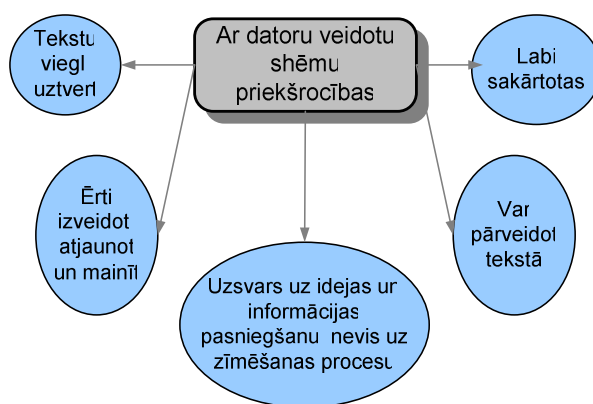 Ar datoru veidotu
shēmu
priekšrocības
Tekstu
viegl
uztvert
Labi
sakārtotas
Ērti
izveidot
atjaunot
un mainīt
Var
pārveidot
tekstā
Uzsvars uz idejas un
informācijas
pasniegšanu nevis uz
zīmēšanas procesu